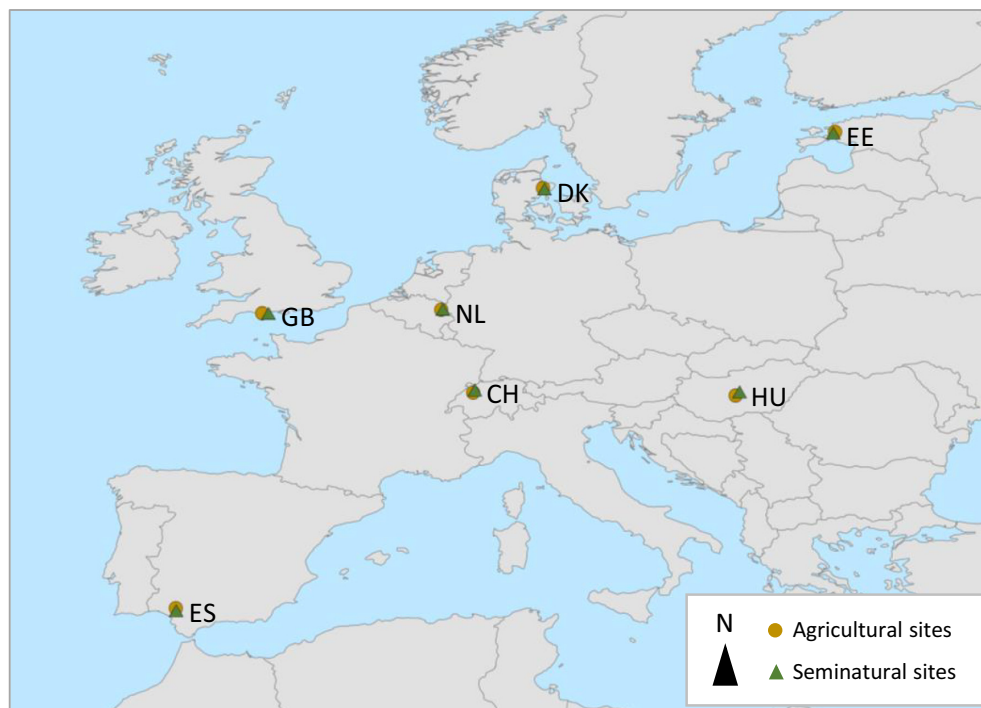 EE
DK
GB
NL
CH
HU
ES
N
Agricultural sites
Seminatural sites